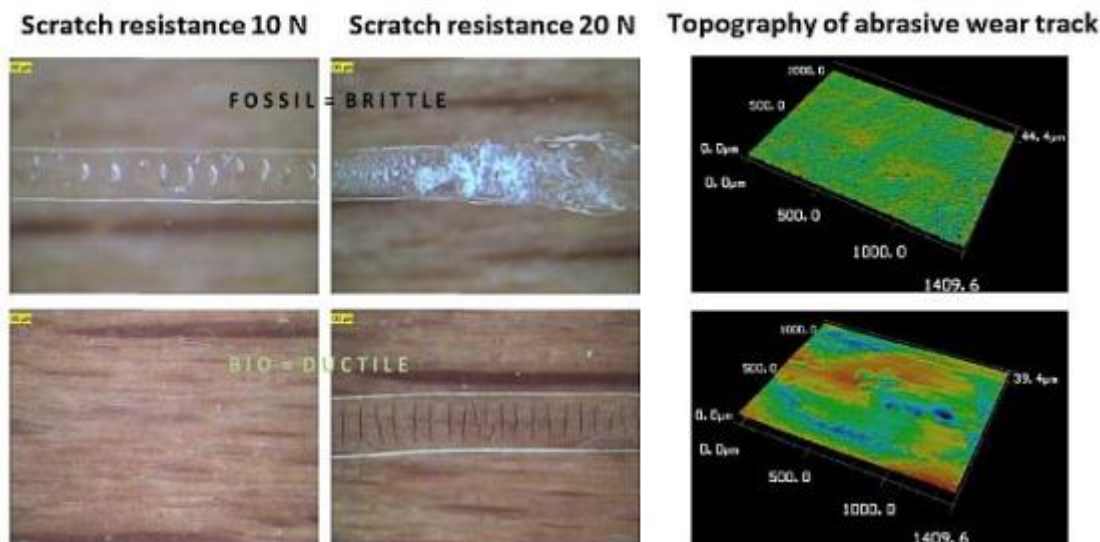 Scratch resistance 10 N
Scratch resistance 20 N
Topography of abrasive wear track
FOSSIL = BRITTLE
1000.0
500.0
0.0μm
0.0μm
500.0
1000.0
1409.6
44.4μm
BIO = DUCTILE
1000.0
500.0
0.0μm
0.0μm
500.0
1000.0
1409.6
39.4μm